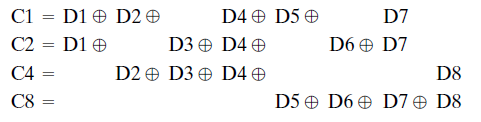 C1 = D1 ⊕ D2 ⊕ D4 ⊕ D5 ⊕ D7
C2 = D1 ⊕ D3 ⊕ D4 ⊕ D6 ⊕ D7
C4 = D2 ⊕ D3 ⊕ D4 ⊕ D8
C8 = D5 ⊕ D6 ⊕ D7 ⊕ D8